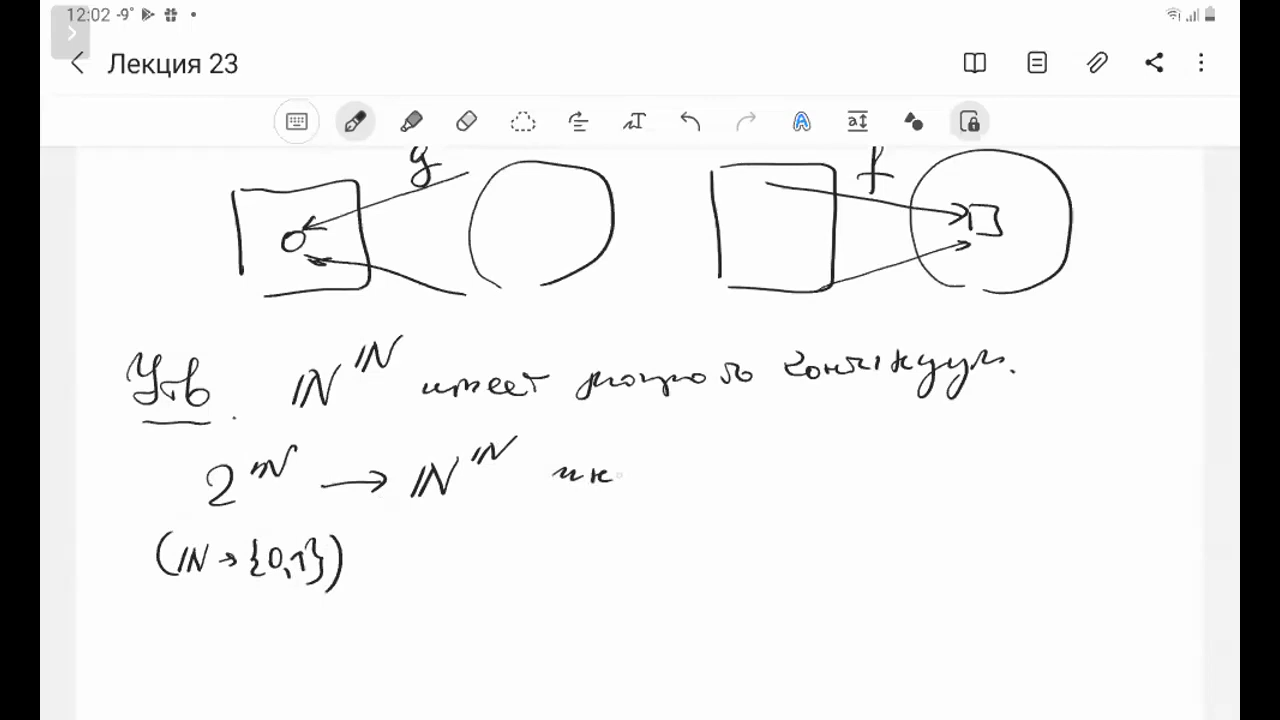 12:02 -9°
Лекция 23
g f
Утв. ℕ^ℕ имеет мощность континуум.
2^ℕ → ℕ^ℕ ин
(ℕ → {0,1})